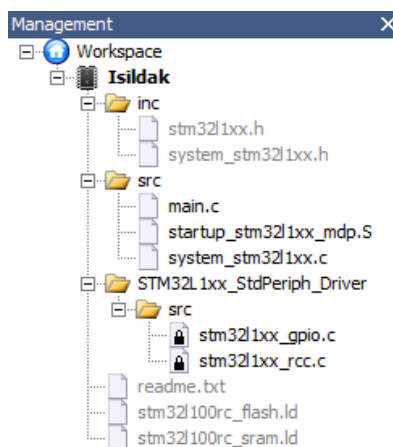 Management
Workspace
Isildak
inc
stm32l1xx.h
system_stm32l1xx.h
src
main.c
startup_stm32l1xx_mdp.S
system_stm32l1xx.c
STM32L1xx_StdPeriph_Driver
src
stm32l1xx_gpio.c
stm32l1xx_rcc.c
readme.txt
stm32l100rc_flash.ld
stm32l100rc_sram.ld